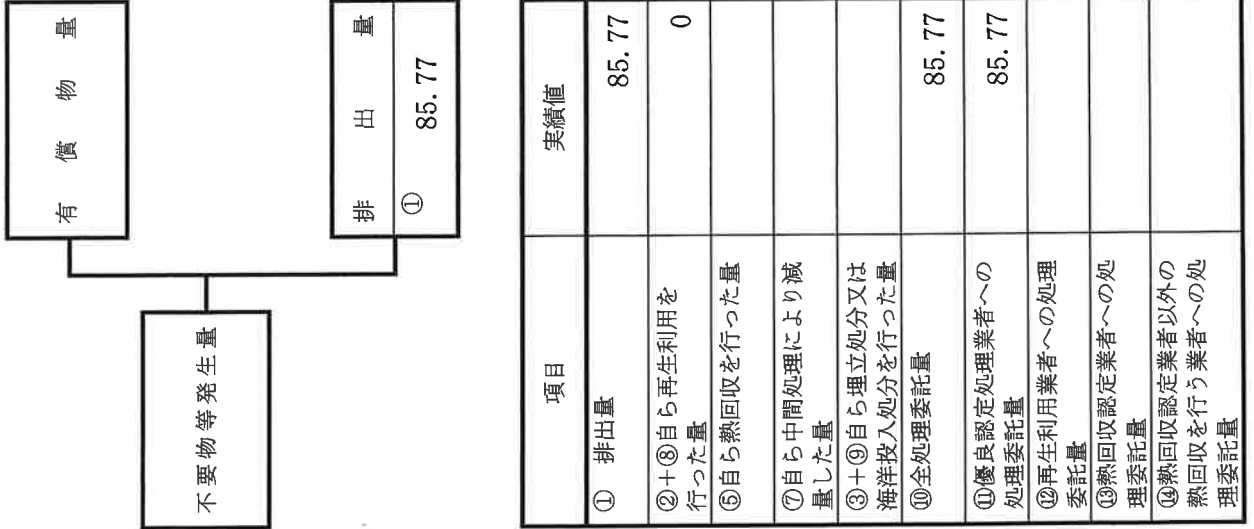 有償物量
不要物等発生量
排出量
①
85.77
項目
実績値
① 排出量
85.77
②+⑧自ら再生利用を
行った量
0
⑤自ら熱回収を行った量
⑦自ら中間処理により減
量した量
③+⑨自ら埋立処分又は
海洋投入処分を行った量
⑩全処理委託量
85.77
⑪優良認定処理業者への
処理委託量
85.77
⑫再生利用業者への処理
委託量
⑬熱回収認定業者への処
理委託量
⑭熱回収認定業者以外の
熱回収を行う業者への処
理委託量